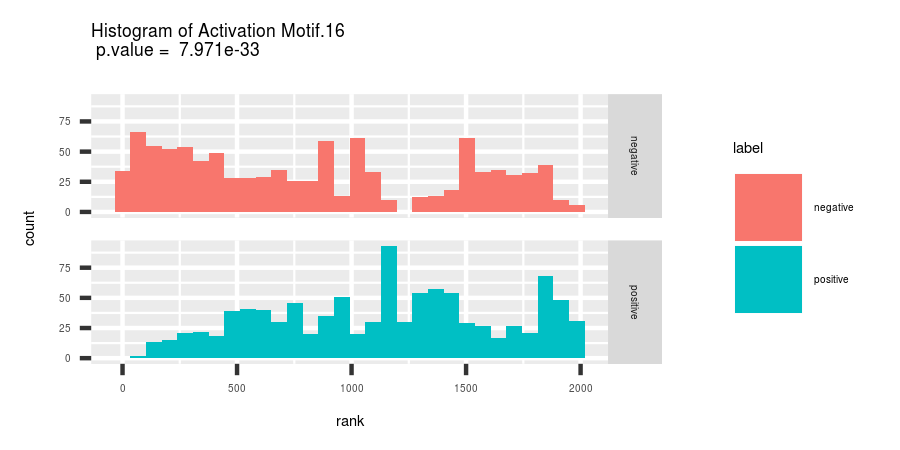 Histogram of Activation Motif.16
p.value = 7.971e-33
count
75
50
25
0
negative
75
50
25
0
positive
0 500 1000 1500 2000
rank
label
negative
positive